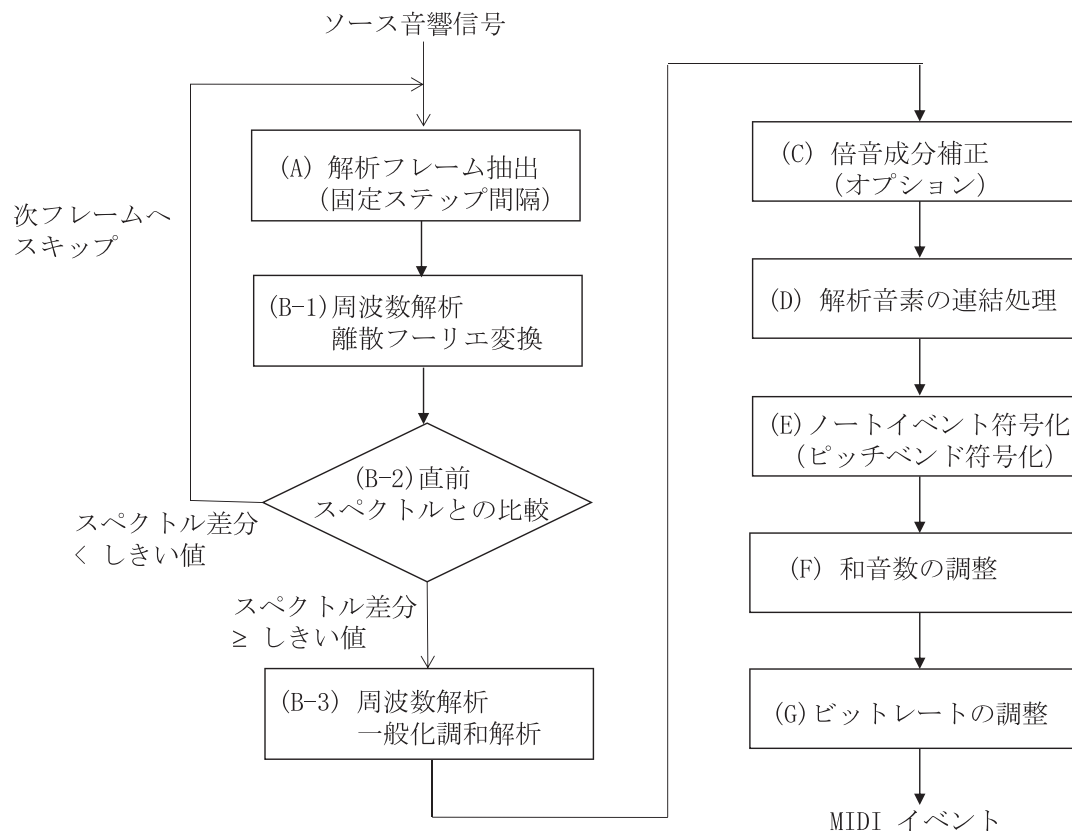 ソース音響信号
(A) 解析フレーム抽出
(固定ステップ間隔)
次フレームへ
スキップ
(B-1)周波数解析
離散フーリエ変換
(B-2)直前
スペクトルとの比較
スペクトル差分
< しきい値
スペクトル差分
≥ しきい値
(B-3) 周波数解析
一般化調和解析
(C) 倍音成分補正
(オプション)
(D) 解析音素の連結処理
(E)ノートイベント符号化
(ピッチベンド符号化)
(F) 和音数の調整
(G)ビットレートの調整
MIDI イベント